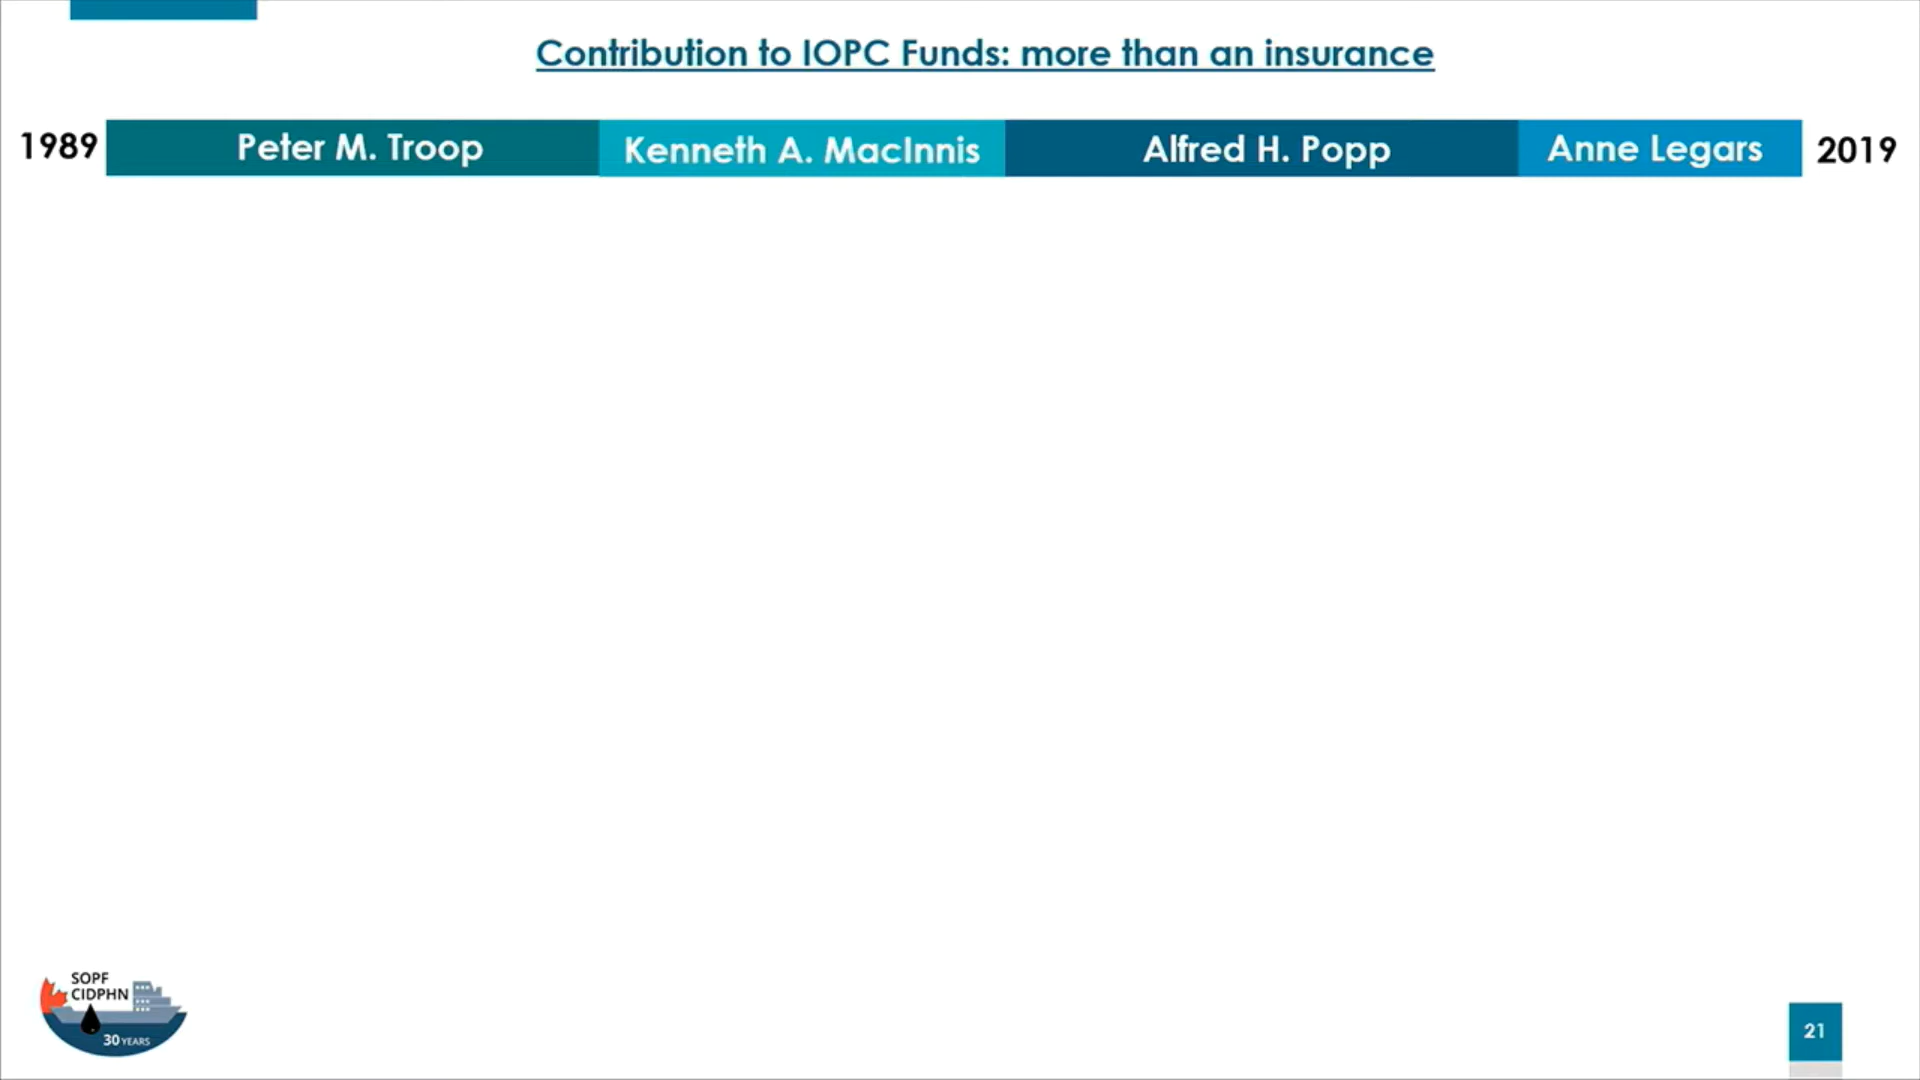 Contribution to IOPC Funds: more than an insurance
1989 Peter M. Troop Kenneth A. MacInnis Alfred H. Popp Anne Legars 2019
SOPF
CIDPHN
30 YEARS
21